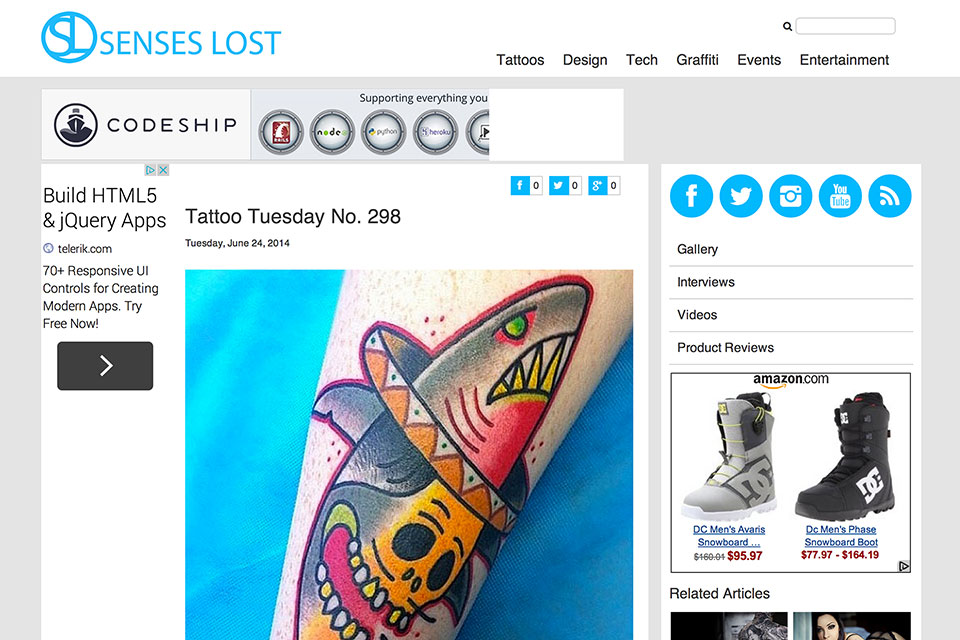 SL SENSES LOST
Tattoos Design Tech Graffiti Events Entertainment
CODESHIP
Supporting everything you
RAILS node python heroku
f 0 0 g+ 0
Build HTML5
& jQuery Apps
telerik.com
70+ Responsive UI
Controls for Creating
Modern Apps. Try
Free Now!
Tattoo Tuesday No. 298
Tuesday, June 24, 2014
f You
Tube
Gallery
Interviews
Videos
Product Reviews
amazon.com
DC
DC
DC
DC Men's Avaris
Snowboard ...
$160.01 $95.97
Dc Men's Phase
Snowboard Boot
$77.97 - $164.19
Related Articles